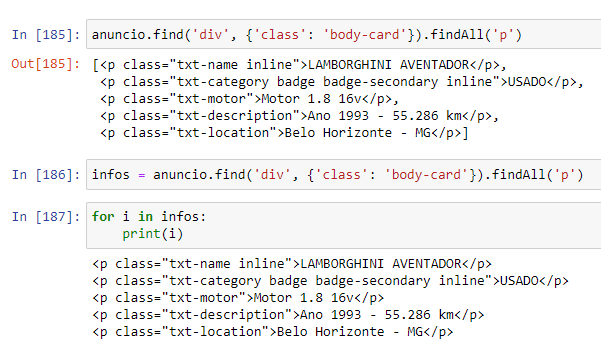 In [185]: anuncio.find('div', {'class': 'body-card'}).findAll('p')
Out[185]: [<p class="txt-name inline">LAMBORGHINI AVENTADOR</p>,
<p class="txt-category badge badge-secondary inline">USADO</p>,
<p class="txt-motor">Motor 1.8 16v</p>,
<p class="txt-description">Ano 1993 - 55.286 km</p>,
<p class="txt-location">Belo Horizonte - MG</p>]
In [186]: infos = anuncio.find('div', {'class': 'body-card'}).findAll('p')
In [187]: for i in infos:
print(i)
<p class="txt-name inline">LAMBORGHINI AVENTADOR</p>
<p class="txt-category badge badge-secondary inline">USADO</p>
<p class="txt-motor">Motor 1.8 16v</p>
<p class="txt-description">Ano 1993 - 55.286 km</p>
<p class="txt-location">Belo Horizonte - MG</p>